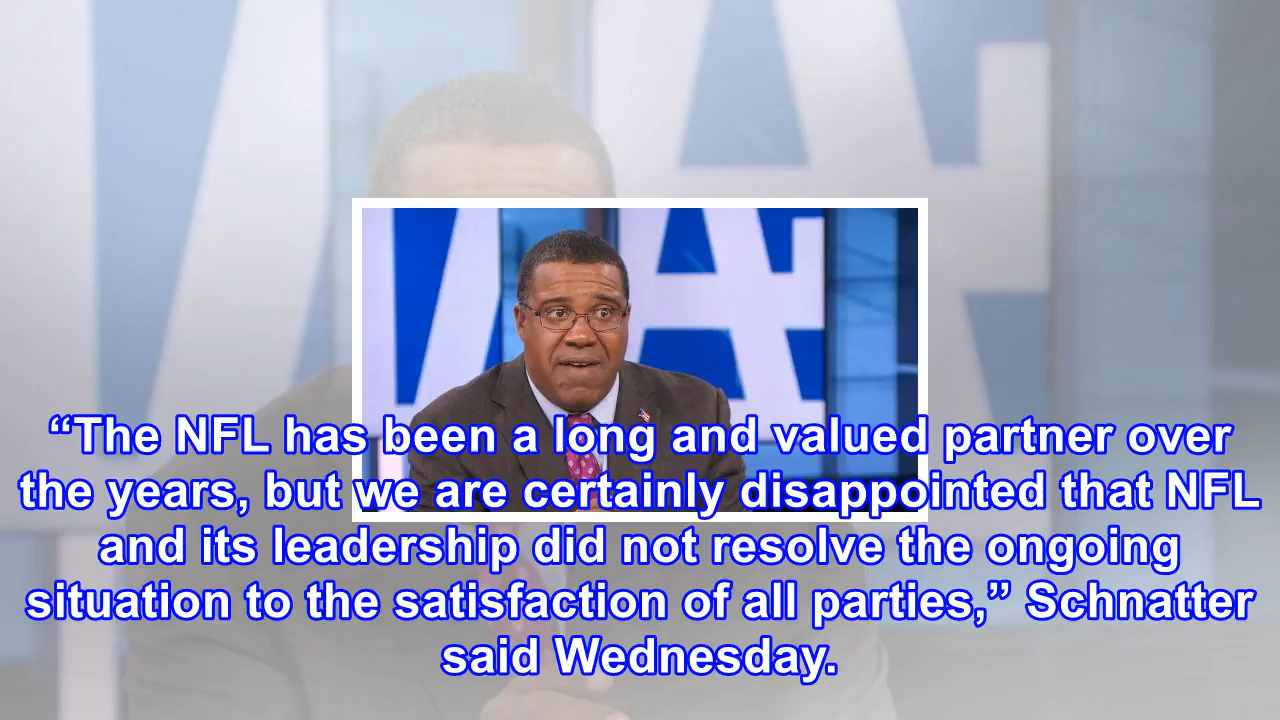 “The NFL has been a long and valued partner over
the years, but we are certainly disappointed that NFL
and its leadership did not resolve the ongoing
situation to the satisfaction of all parties,” Schnatter
said Wednesday.